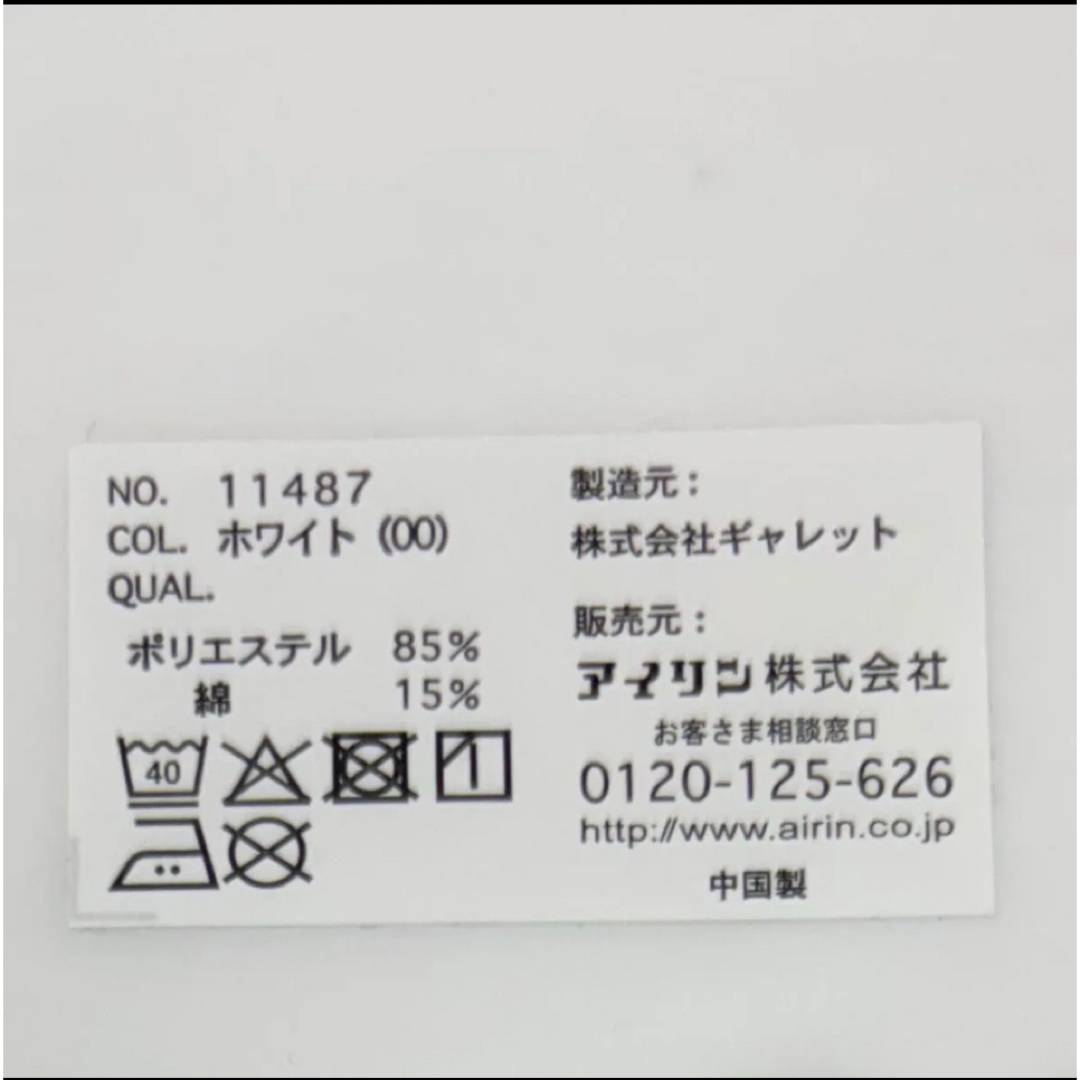 NO. 11487
COL. ホワイト (00)
QUAL.
ポリエステル 85%
綿 15%
40
製造元：
株式会社ギャレット
販売元：
アイリン株式会社
お客さま相談窓口
0120-125-626
http://www.airin.co.jp
中国製